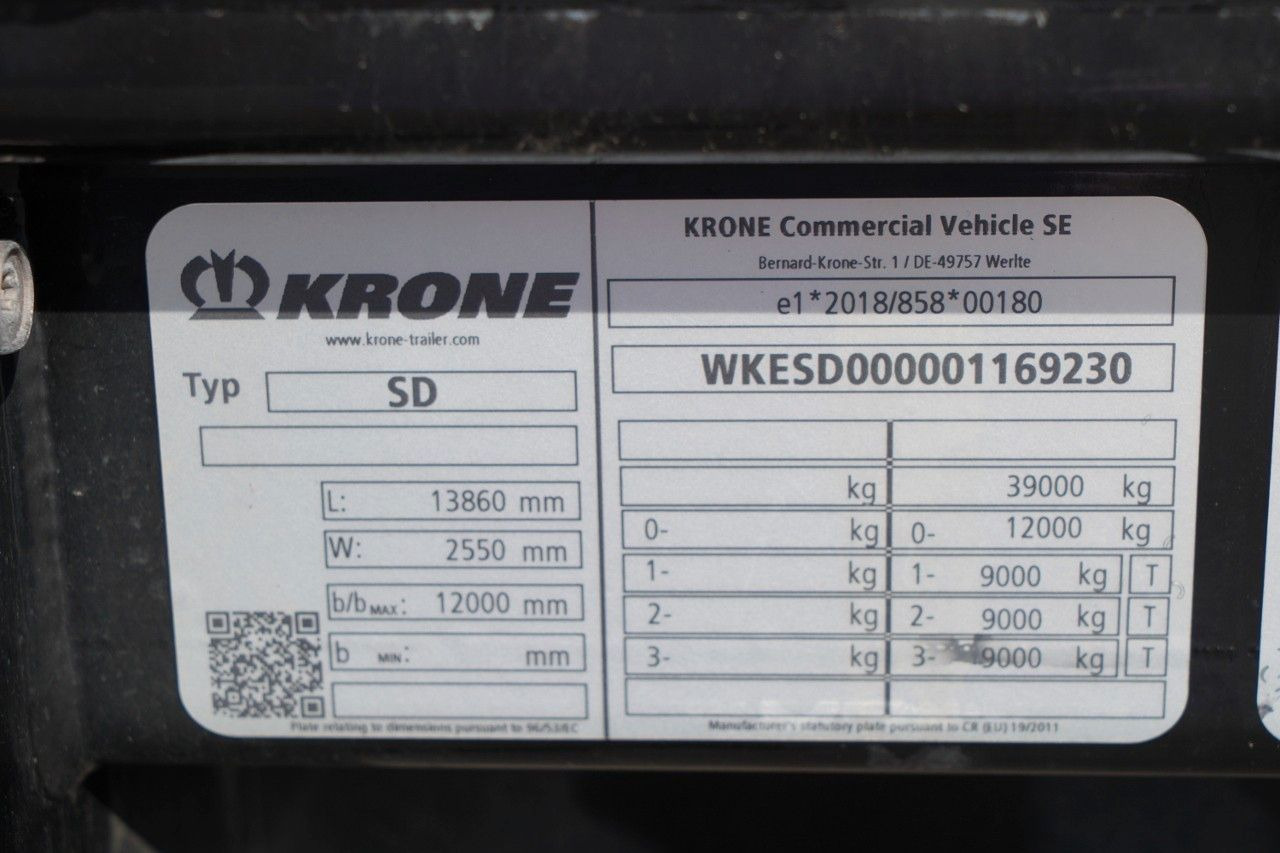 KRONE
www.krone-trailer.com
Typ SD
L: 13860 mm
W: 2550 mm
b/b MAX: 12000 mm
b MIN: mm
Plate relating to dimensions pursuant to 96/53/EC
KRONE Commercial Vehicle SE
Bernard-Krone-Str. 1 / DE-49757 Werlte
e1*2018/858*00180
WKESD000001169230
kg 39000 kg
0- kg 0- 12000 kg
1- kg 1- 9000 kg T
2- kg 2- 9000 kg T
3- kg 3- 9000 kg T
Manufacturer's statutory plate pursuant to CR (EU) 19/2011